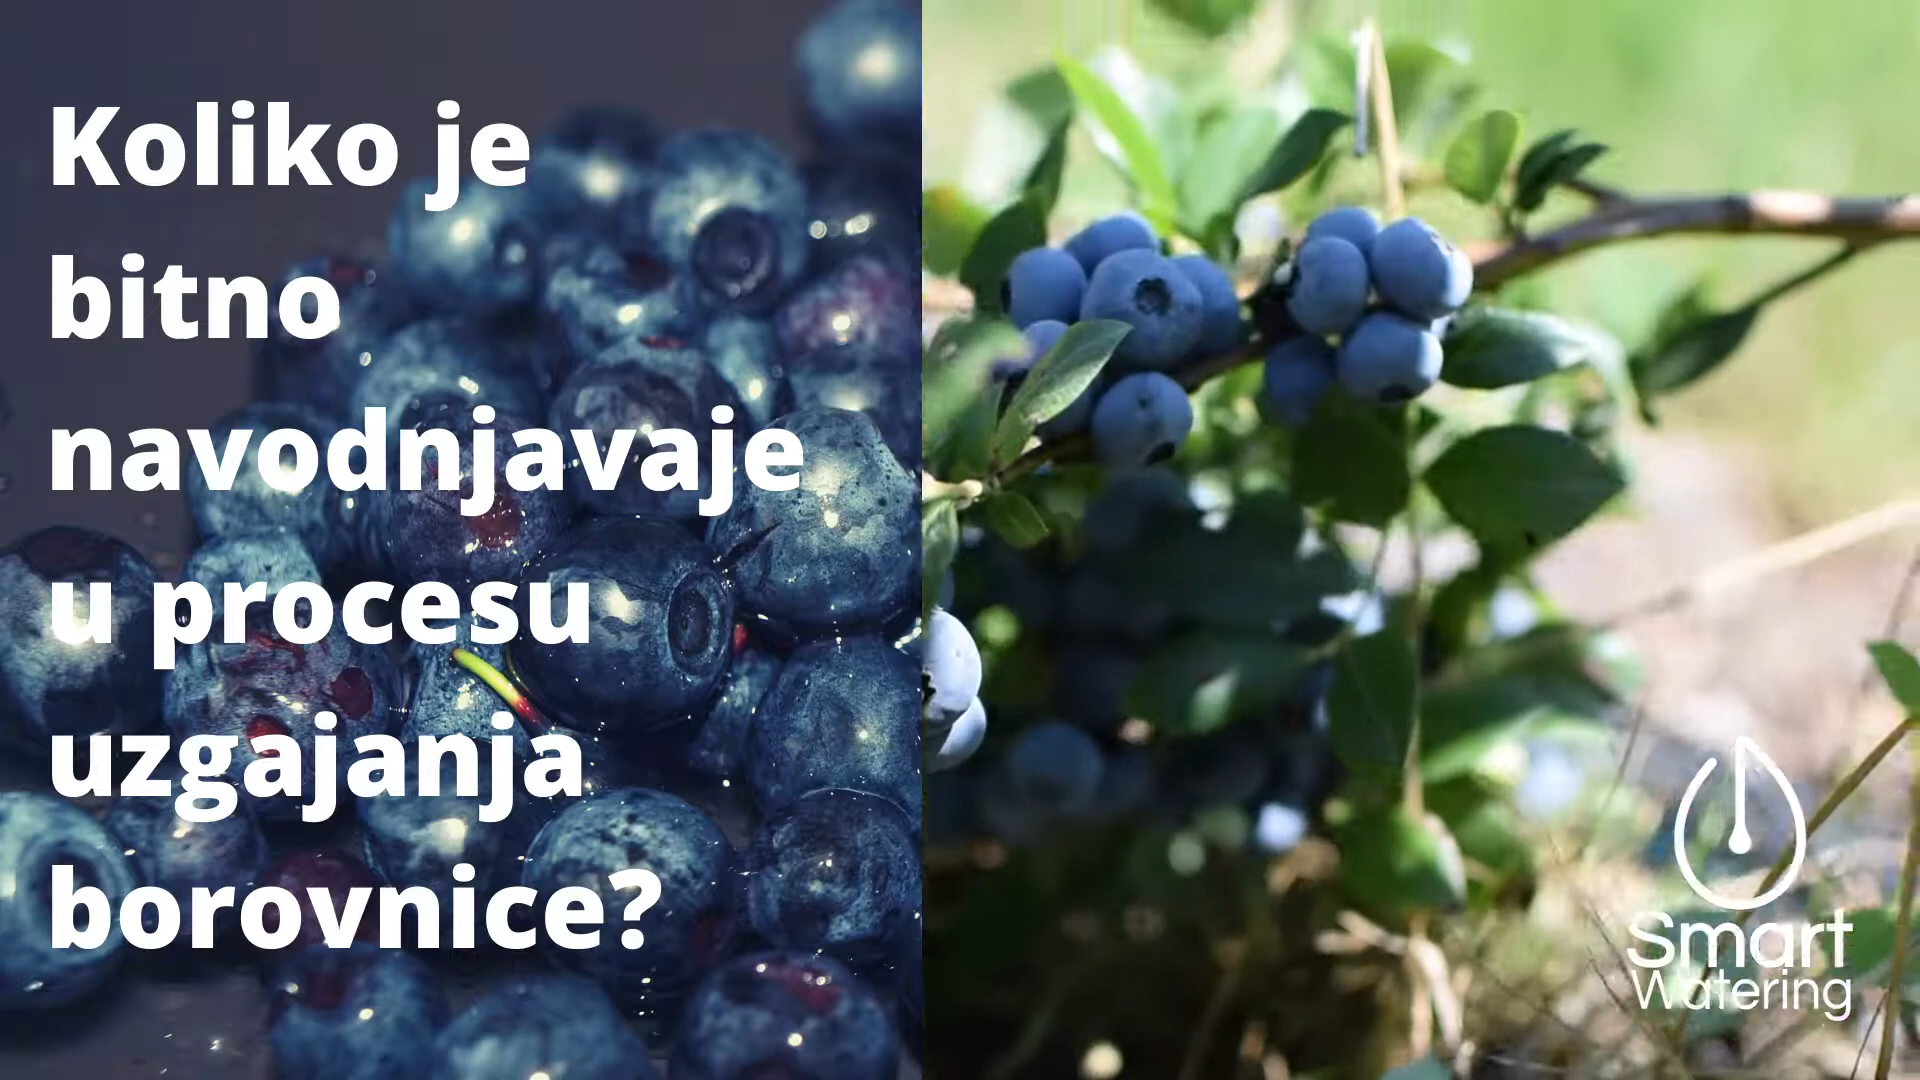 Koliko je
bitno
navodnjavaje
u procesu
uzgajanja
borovnice?
Smart
Watering